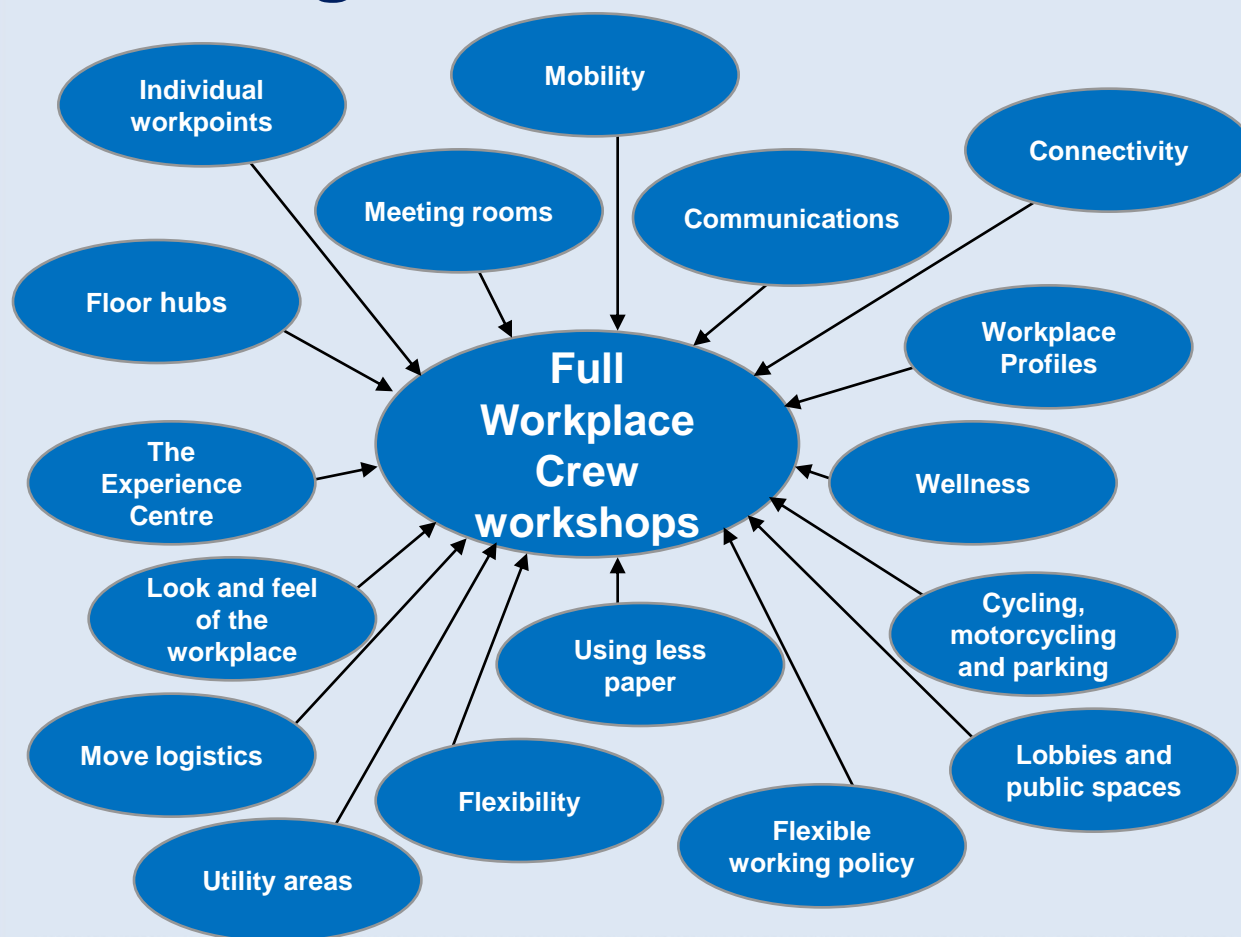 Mobility
Individual
workpoints
Connectivity
Meeting rooms
Communications
Floor hubs
Workplace
Profiles
Full
Workplace
Crew
workshops
The
Experience
Centre
Wellness
Look and feel
of the
workplace
Cycling,
motorcycling
and parking
Using less
paper
Move logistics
Lobbies and
public spaces
Flexibility
Flexible
working policy
Utility areas